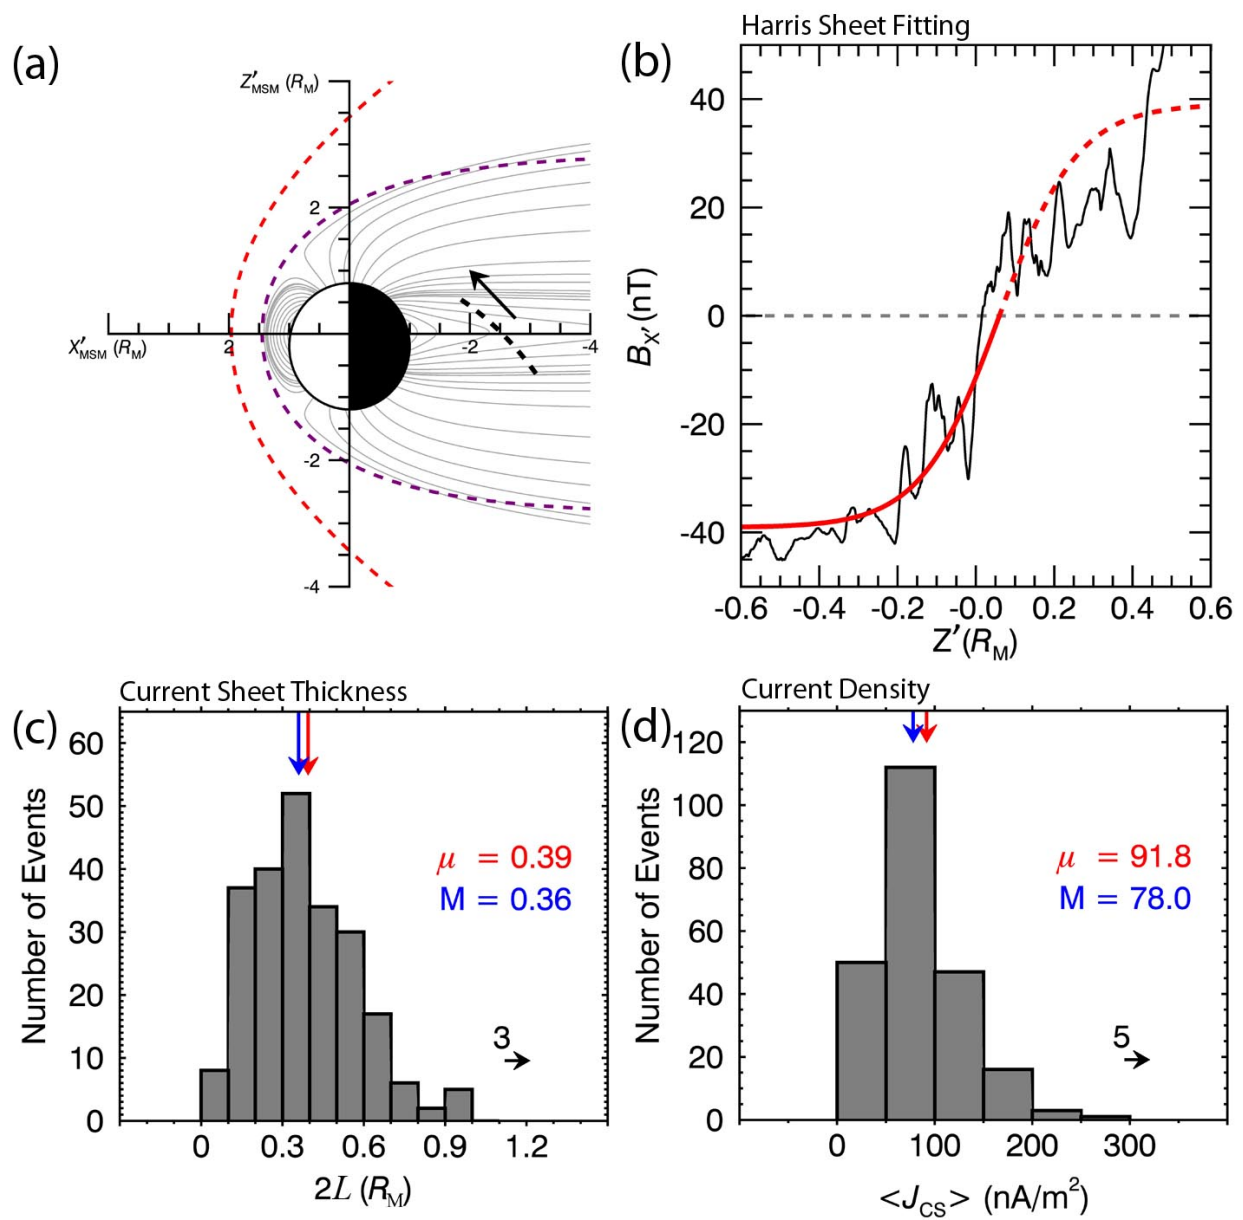 (a)
Z′MSM (RM)
2
X′MSM (RM)
2
-2
-4
-2
-4
Harris Sheet Fitting
(b)
BX′ (nT)
40
20
0
-20
-40
-0.6 -0.4 -0.2 -0.0 0.2 0.4 0.6
Z′ (RM)
Current Sheet Thickness
(c)
Number of Events
60
50
40
30
20
10
0
μ = 0.39
M = 0.36
3
0 0.3 0.6 0.9 1.2
2L (RM)
Current Density
(d)
Number of Events
120
100
80
60
40
20
0
μ = 91.8
M = 78.0
5
0 100 200 300
<JCS> (nA/m²)